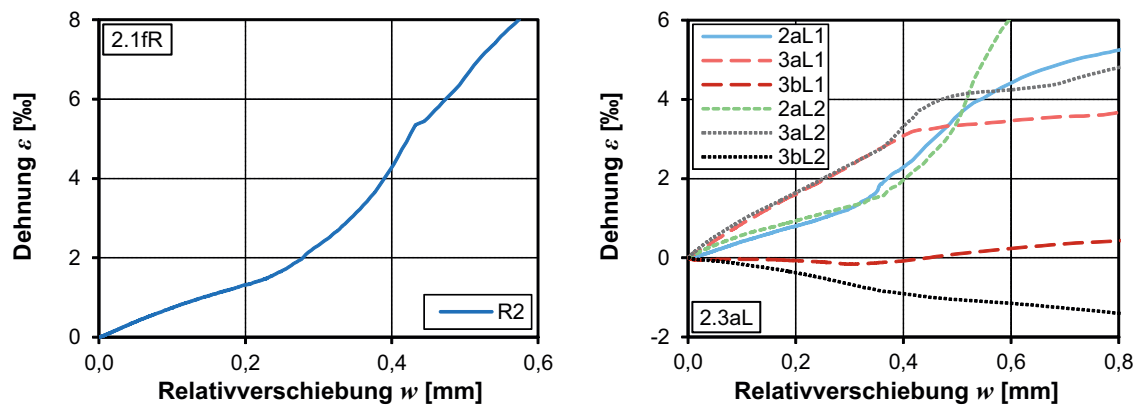 Dehnung ε [‰]
8
6
4
2
0
2.1fR
R2
0,0 0,2 0,4 0,6
Relativverschiebung w [mm]
Dehnung ε [‰]
6
4
2
0
-2
2aL1
3aL1
3bL1
2aL2
3aL2
3bL2
2.3aL
0,0 0,2 0,4 0,6 0,8
Relativverschiebung w [mm]